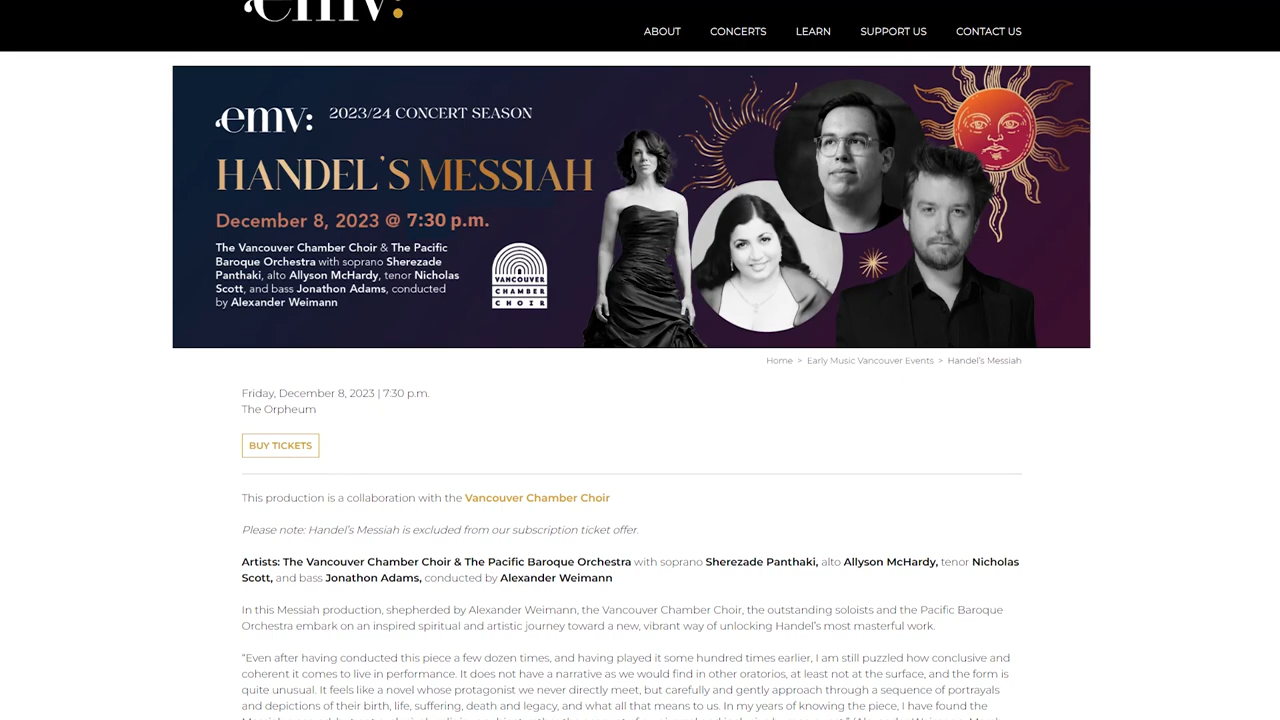 emv:
ABOUT CONCERTS LEARN SUPPORT US CONTACT US
emv: 2023/24 CONCERT SEASON
HANDEL'S MESSIAH
December 8, 2023 @ 7:30 p.m.
The Vancouver Chamber Choir & The Pacific
Baroque Orchestra with soprano Sherezade
Panthaki, alto Allyson McHardy, tenor Nicholas
Scott, and bass Jonathon Adams, conducted
by Alexander Weimann
VANCOUVER
CHAMBER
CHOIR
Home > Early Music Vancouver Events > Handel's Messiah
Friday, December 8, 2023 | 7:30 p.m.
The Orpheum
BUY TICKETS
This production is a collaboration with the Vancouver Chamber Choir
Please note: Handel's Messiah is excluded from our subscription ticket offer.
Artists: The Vancouver Chamber Choir & The Pacific Baroque Orchestra with soprano Sherezade Panthaki, alto Allyson McHardy, tenor Nicholas
Scott, and bass Jonathon Adams, conducted by Alexander Weimann
In this Messiah production, shepherded by Alexander Weimann, the Vancouver Chamber Choir, the outstanding soloists and the Pacific Baroque
Orchestra embark on an inspired spiritual and artistic journey toward a new, vibrant way of unlocking Handel's most masterful work.
“Even after having conducted this piece a few dozen times, and having played it some hundred times earlier, I am still puzzled how conclusive and
coherent it comes to live in performance. It does not have a narrative as we would find in other oratorios, at least not at the surface, and the form is
quite unusual. It feels like a novel whose protagonist we never directly meet, but carefully and gently approach through a sequence of portrayals
and depictions of their birth, life, suffering, death and legacy, and what all that means to us. In my years of knowing the piece, I have found the